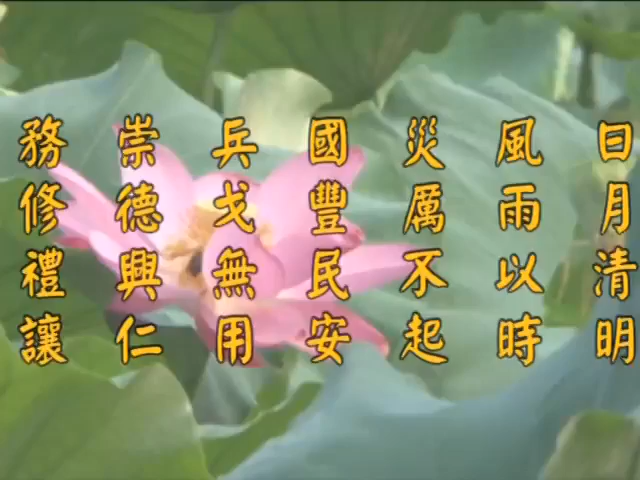 日月清明
風雨以時
災厲不起
國豐民安
兵戈無用
崇德興仁
務修禮讓